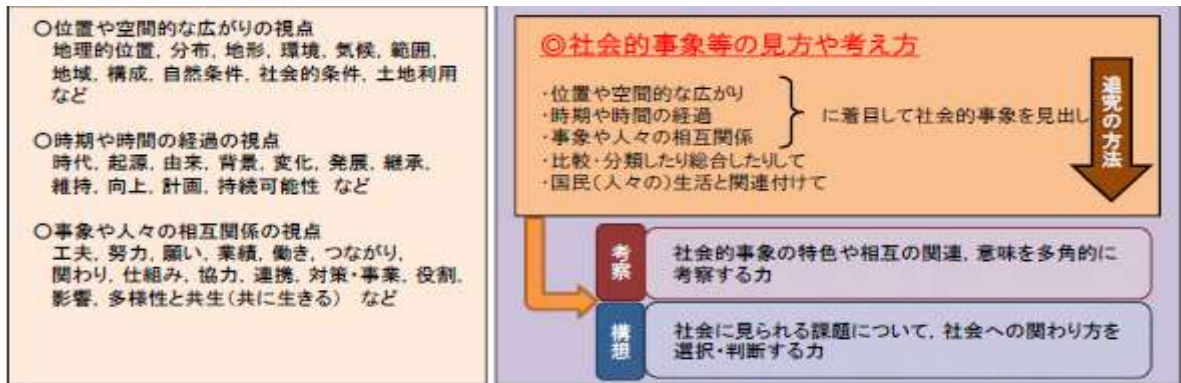 ○位置や空間的な広がりの視点
地理的位置，分布，地形，環境，気候，範囲，
地域，構成，自然条件，社会的条件，土地利用
など
○時期や時間の経過の視点
時代，起源，由来，背景，変化，発展，継承，
維持，向上，計画，持続可能性 など
○事象や人々の相互関係の視点
工夫，努力，願い，業績，働き，つながり，
関わり，仕組み，協力，連携，対策・事業，役割，
影響，多様性と共生（共に生きる） など
◎社会的事象等の見方や考え方
・位置や空間的な広がり
・時期や時間の経過
・事象や人々の相互関係
に着目して社会的事象を見出し
・比較・分類したり総合したりして
・国民（人々の）生活と関連付けて
追究の方法
考察
社会的事象の特色や相互の関連，意味を多角的に
考察する力
構想
社会に見られる課題について，社会への関わり方を
選択・判断する力